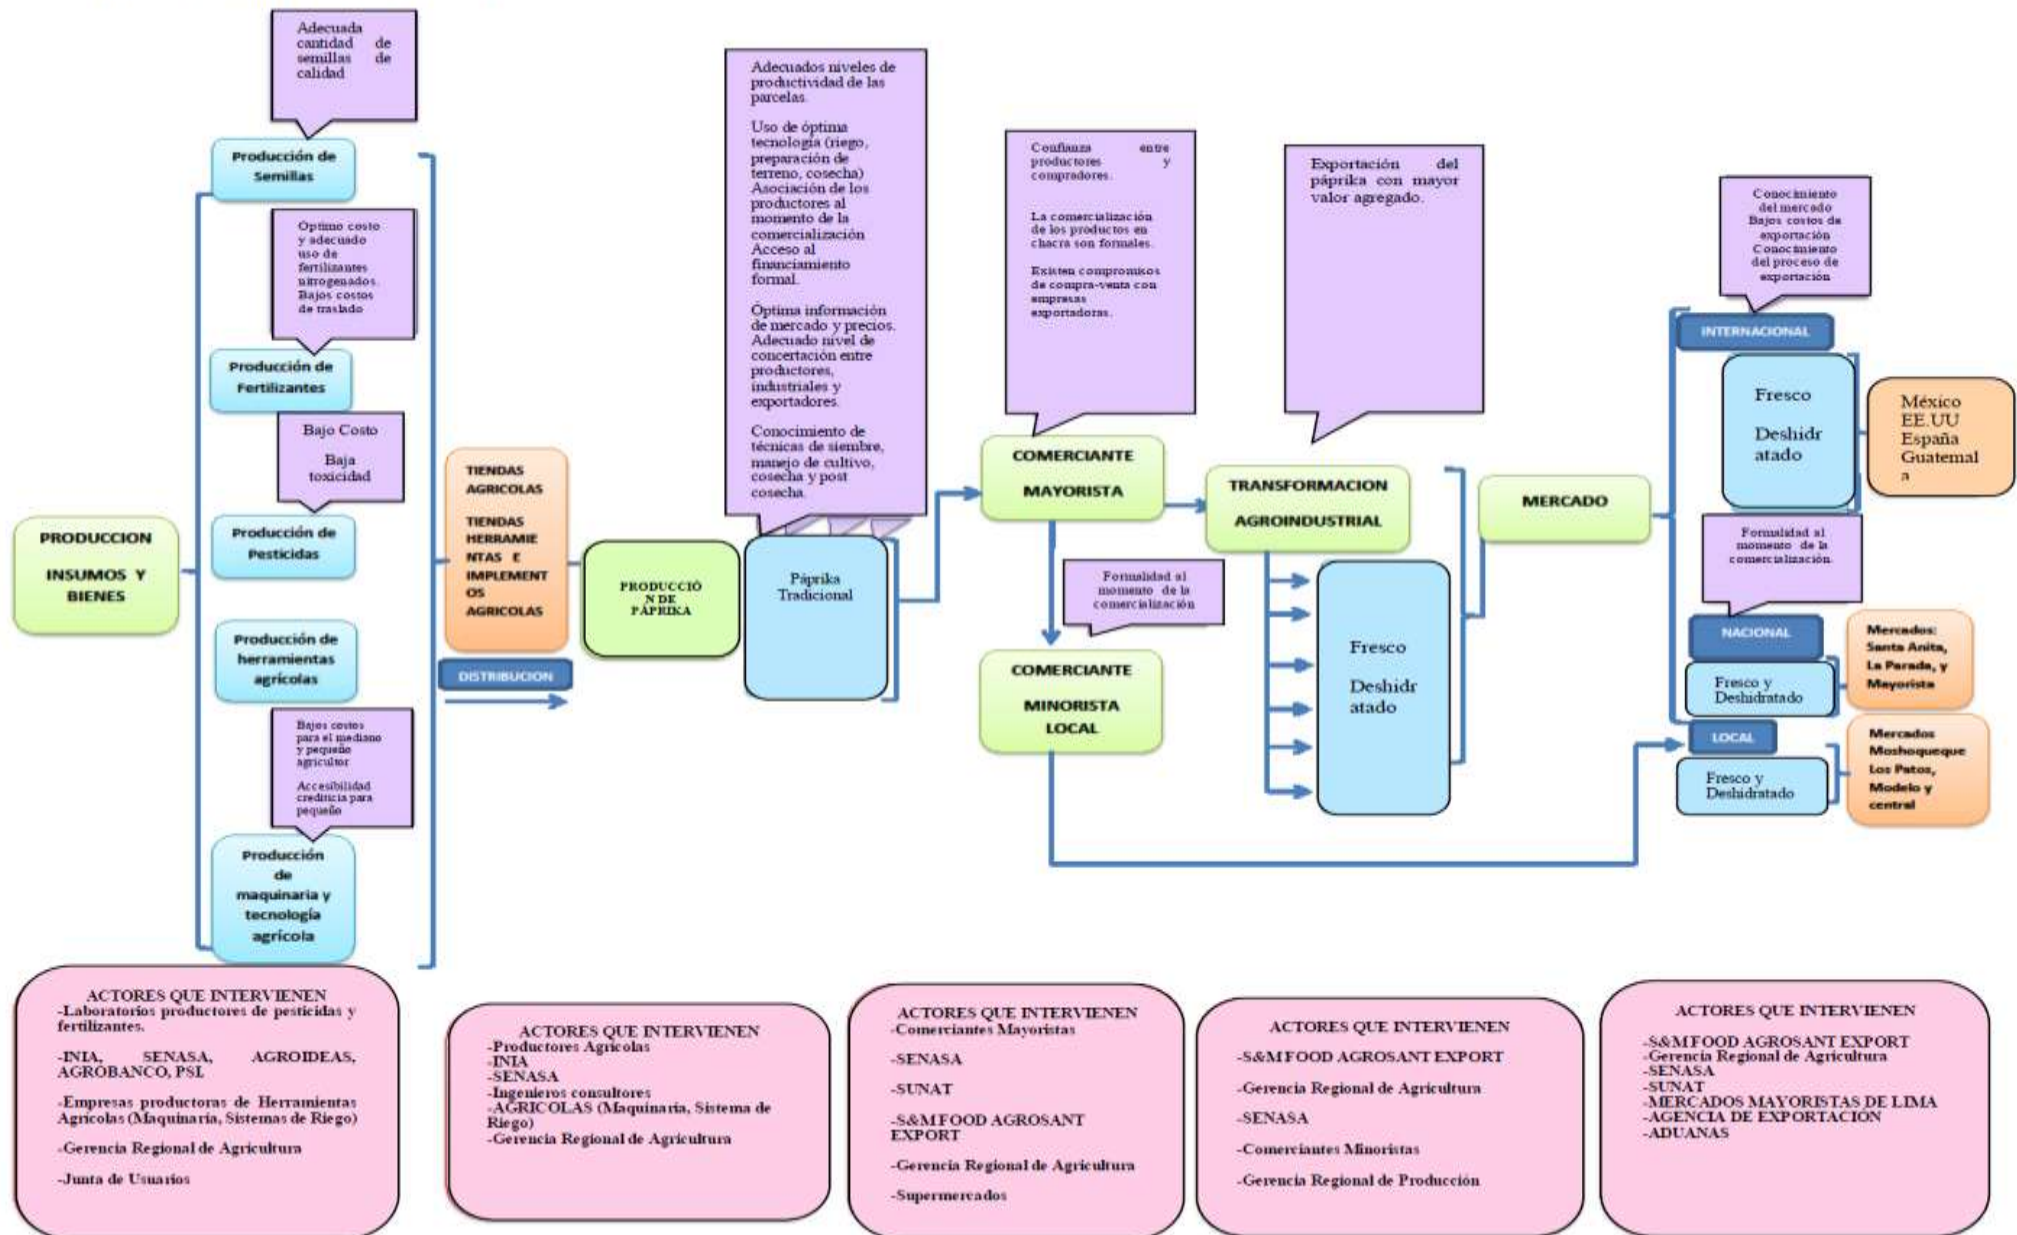 Adecuada
cantidad de
semillas de
calidad
Producción de
Semillas
Optimo costo
y adecuado
uso de
fertilizantes
nitrogenados.
Bajos costos
de traslado
Producción de
Fertilizantes
Bajo Costo
Baja
toxicidad
Producción de
Pesticidas
PRODUCCION
INSUMOS Y
BIENES
Producción de
herramientas
agrícolas
Bajos costos
para el mediano
y pequeño
agricultor
Accesibilidad
crediticia para
pequeño
Producción
de
maquinaria y
tecnología
agrícola
TIENDAS
AGRICOLAS
TIENDAS
HERRAMIE
NTAS E
IMPLEMENT
OS
AGRICOLAS
DISTRIBUCION
PRODUCCIÓ
N DE
PÁPRIKA
Adecuados niveles de
productividad de las
parcelas.
Uso de óptima
tecnología (riego,
preparación de
terreno, cosecha)
Asociación de los
productores al
momento de la
comercialización
Acceso al
financiamiento
formal.
Óptima información
de mercado y precios.
Adecuado nivel de
concertación entre
productores,
industriales y
exportadores.
Conocimiento de
técnicas de siembre,
manejo de cultivo,
cosecha y post
cosecha.
Páprika
Tradicional
Confianza entre
productores y
compradores.
La comercialización
de los productos en
chacra son formales.
Existen compromisos
de compra-venta con
empresas
exportadoras.
COMERCIANTE
MAYORISTA
Formalidad al
momento de la
comercialización
COMERCIANTE
MINORISTA
LOCAL
Exportación del
páprika con mayor
valor agregado.
TRANSFORMACION
AGROINDUSTRIAL
Fresco
Deshidr
atado
MERCADO
Conocimiento
del mercado
Bajos costos de
exportación
Conocimiento
del proceso de
exportación
INTERNACIONAL
Fresco
Deshidr
atado
México
EE.UU
España
Guatemal
a
Formalidad al
momento de la
comercialización.
NACIONAL
Fresco y
Deshidratado
Mercados:
Santa Anita,
La Parada, y
Mayorista
LOCAL
Fresco y
Deshidratado
Mercados
Moshoqueque
Los Patos,
Modelo y
central
ACTORES QUE INTERVIENEN
-Laboratorios productores de pesticidas y
fertilizantes.
-INIA, SENASA, AGROIDEAS,
AGROBANCO, PSI.
-Empresas productoras de Herramientas
Agrícolas (Maquinaria, Sistemas de Riego)
-Gerencia Regional de Agricultura
-Junta de Usuarios
ACTORES QUE INTERVIENEN
-Productores Agrícolas
-INIA
-SENASA
-Ingenieros consultores
-AGRICOLAS (Maquinaria, Sistema de
Riego)
-Gerencia Regional de Agricultura
ACTORES QUE INTERVIENEN
-Comerciantes Mayoristas
-SENASA
-SUNAT
-S&M FOOD AGROSANT
EXPORT
-Gerencia Regional de Agricultura
-Supermercados
ACTORES QUE INTERVIENEN
-S&M FOOD AGROSANT EXPORT
-Gerencia Regional de Agricultura
-SENASA
-Comerciantes Minoristas
-Gerencia Regional de Producción
ACTORES QUE INTERVIENEN
-S&M FOOD AGROSANT EXPORT
-Gerencia Regional de Agricultura
-SENASA
-SUNAT
-MERCADOS MAYORISTAS DE LIMA
-AGENCIA DE EXPORTACIÓN
-ADUANAS